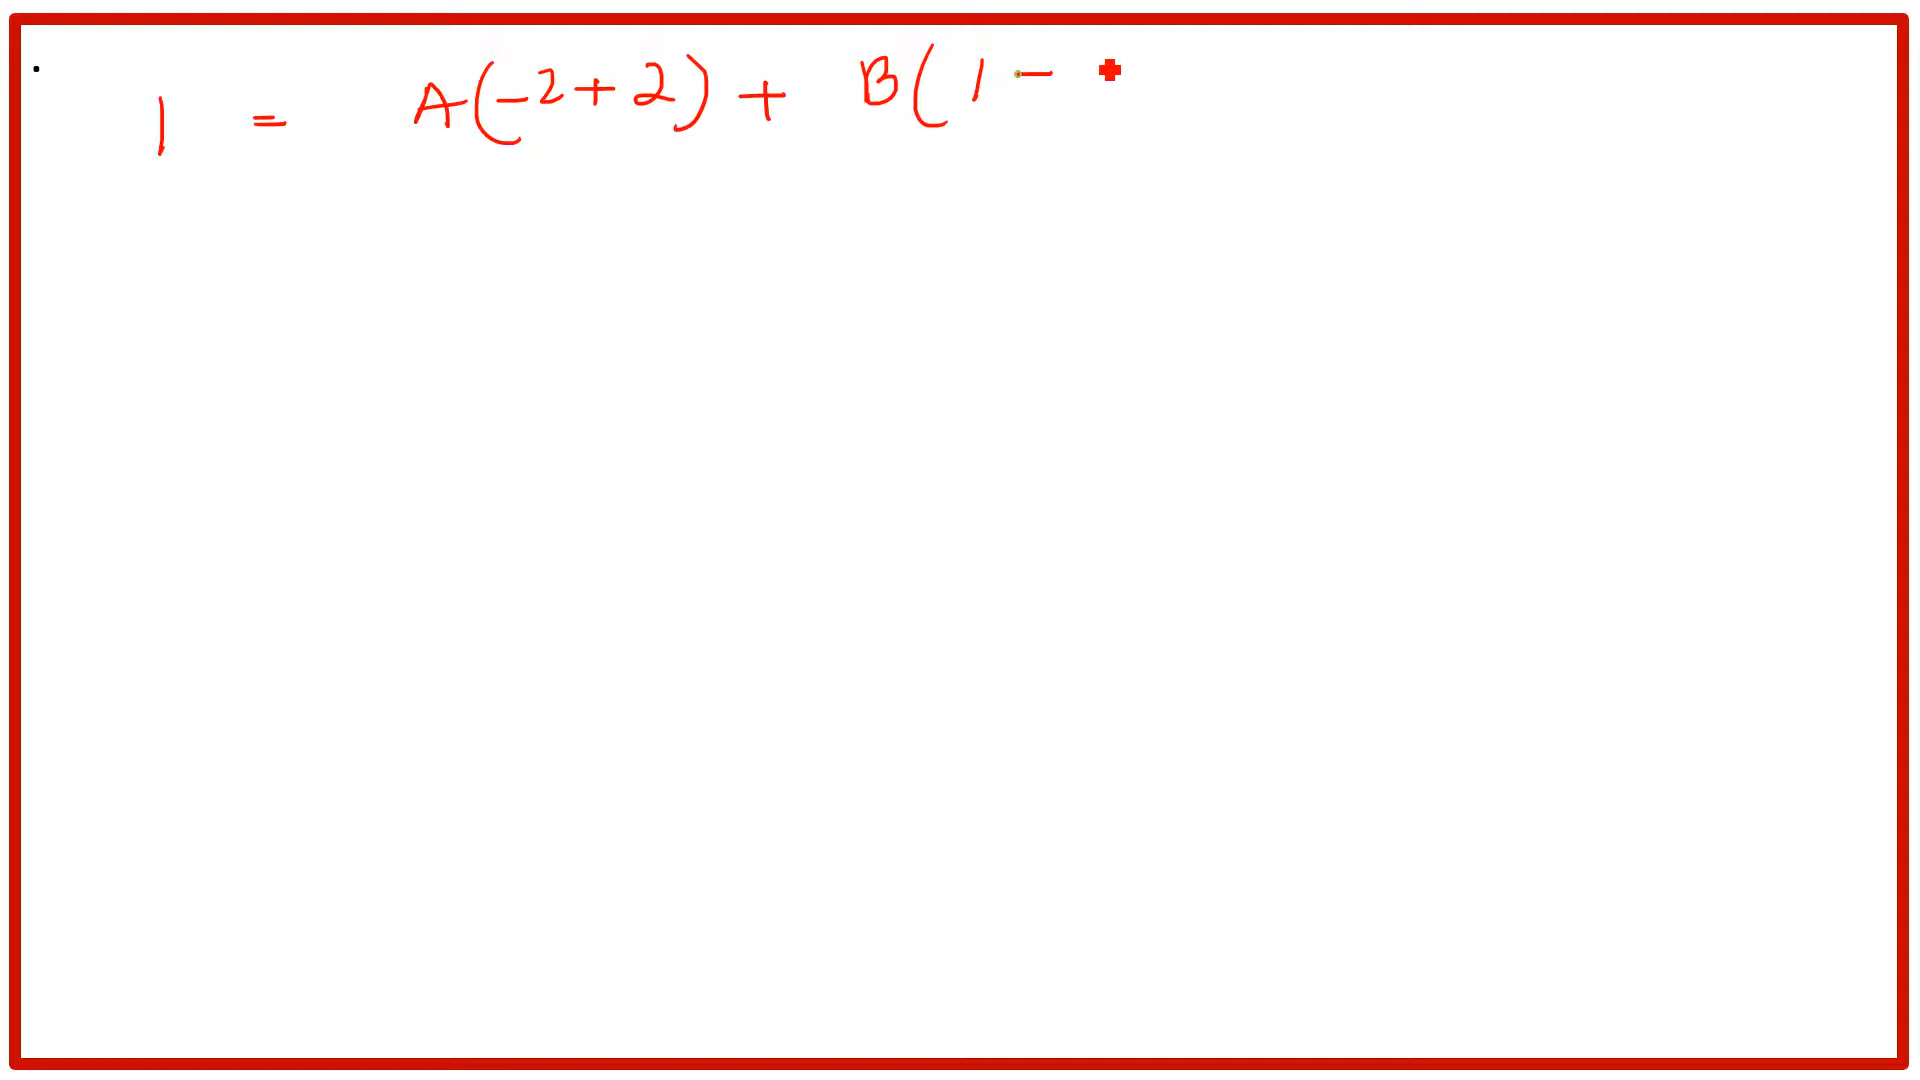 1 = A(-2+2) + B(1 -